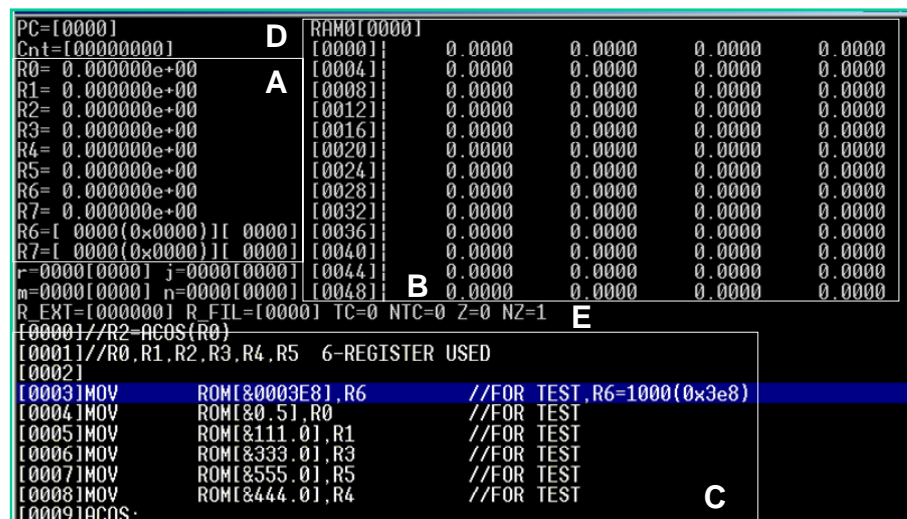 PC=[0000]
Cnt=[00000000]
D
R0= 0.000000e+00
A
R1= 0.000000e+00
R2= 0.000000e+00
R3= 0.000000e+00
R4= 0.000000e+00
R5= 0.000000e+00
R6= 0.000000e+00
R7= 0.000000e+00
R6=[ 0000(0x0000)][ 0000]
R7=[ 0000(0x0000)][ 0000]
r=0000[0000] j=0000[0000]
m=0000[0000] n=0000[0000]
RAM0[0000]
[0000]¦ 0.0000 0.0000 0.0000 0.0000
[0004]¦ 0.0000 0.0000 0.0000 0.0000
[0008]¦ 0.0000 0.0000 0.0000 0.0000
[0012]¦ 0.0000 0.0000 0.0000 0.0000
[0016]¦ 0.0000 0.0000 0.0000 0.0000
[0020]¦ 0.0000 0.0000 0.0000 0.0000
[0024]¦ 0.0000 0.0000 0.0000 0.0000
[0028]¦ 0.0000 0.0000 0.0000 0.0000
[0032]¦ 0.0000 0.0000 0.0000 0.0000
[0036]¦ 0.0000 0.0000 0.0000 0.0000
[0040]¦ 0.0000 0.0000 0.0000 0.0000
[0044]¦ 0.0000 0.0000 0.0000 0.0000
[0048]¦ 0.0000 0.0000 0.0000 0.0000
B
R_EXT=[000000] R_FIL=[0000] TC=0 NTC=0 Z=0 NZ=1
E
[0000]//R2=ACOS(R0)
[0001]//R0,R1,R2,R3,R4,R5 6-REGISTER USED
[0002]
[0003]MOV ROM[&0003E8],R6 //FOR TEST,R6=1000(0x3e8)
[0004]MOV ROM[&0.5],R0 //FOR TEST
[0005]MOV ROM[&111.0],R1 //FOR TEST
[0006]MOV ROM[&333.0],R3 //FOR TEST
[0007]MOV ROM[&555.0],R5 //FOR TEST
[0008]MOV ROM[&444.0],R4 //FOR TEST
C
[0009]ACOS: